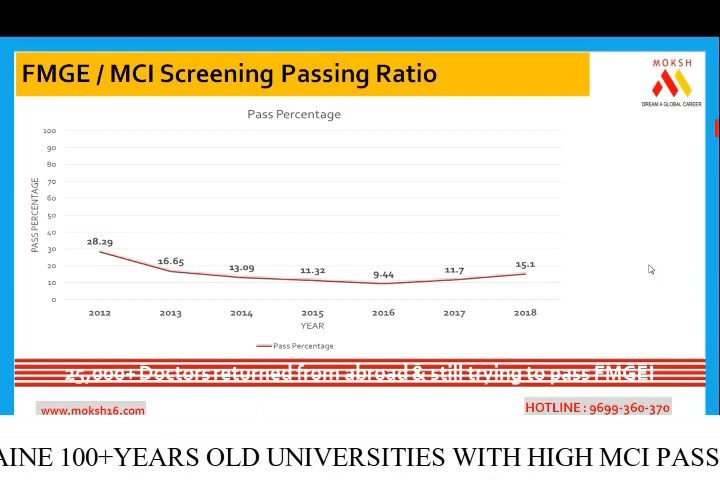 FMGE / MCI Screening Passing Ratio
MOKSH
DREAM A GLOBAL CAREER
Pass Percentage
100
90
80
70
60
50
40
30
20
10
0
PASS PERCENTAGE
28.29
16.65
13.09
11.32
9.44
11.7
15.1
2012 2013 2014 2015 2016 2017 2018
YEAR
Pass Percentage
25,000+ Doctors returned from abroad & still trying to pass FMGE!
www.moksh16.com
HOTLINE : 9699-360-370
AINE 100+YEARS OLD UNIVERSITIES WITH HIGH MCI PASS